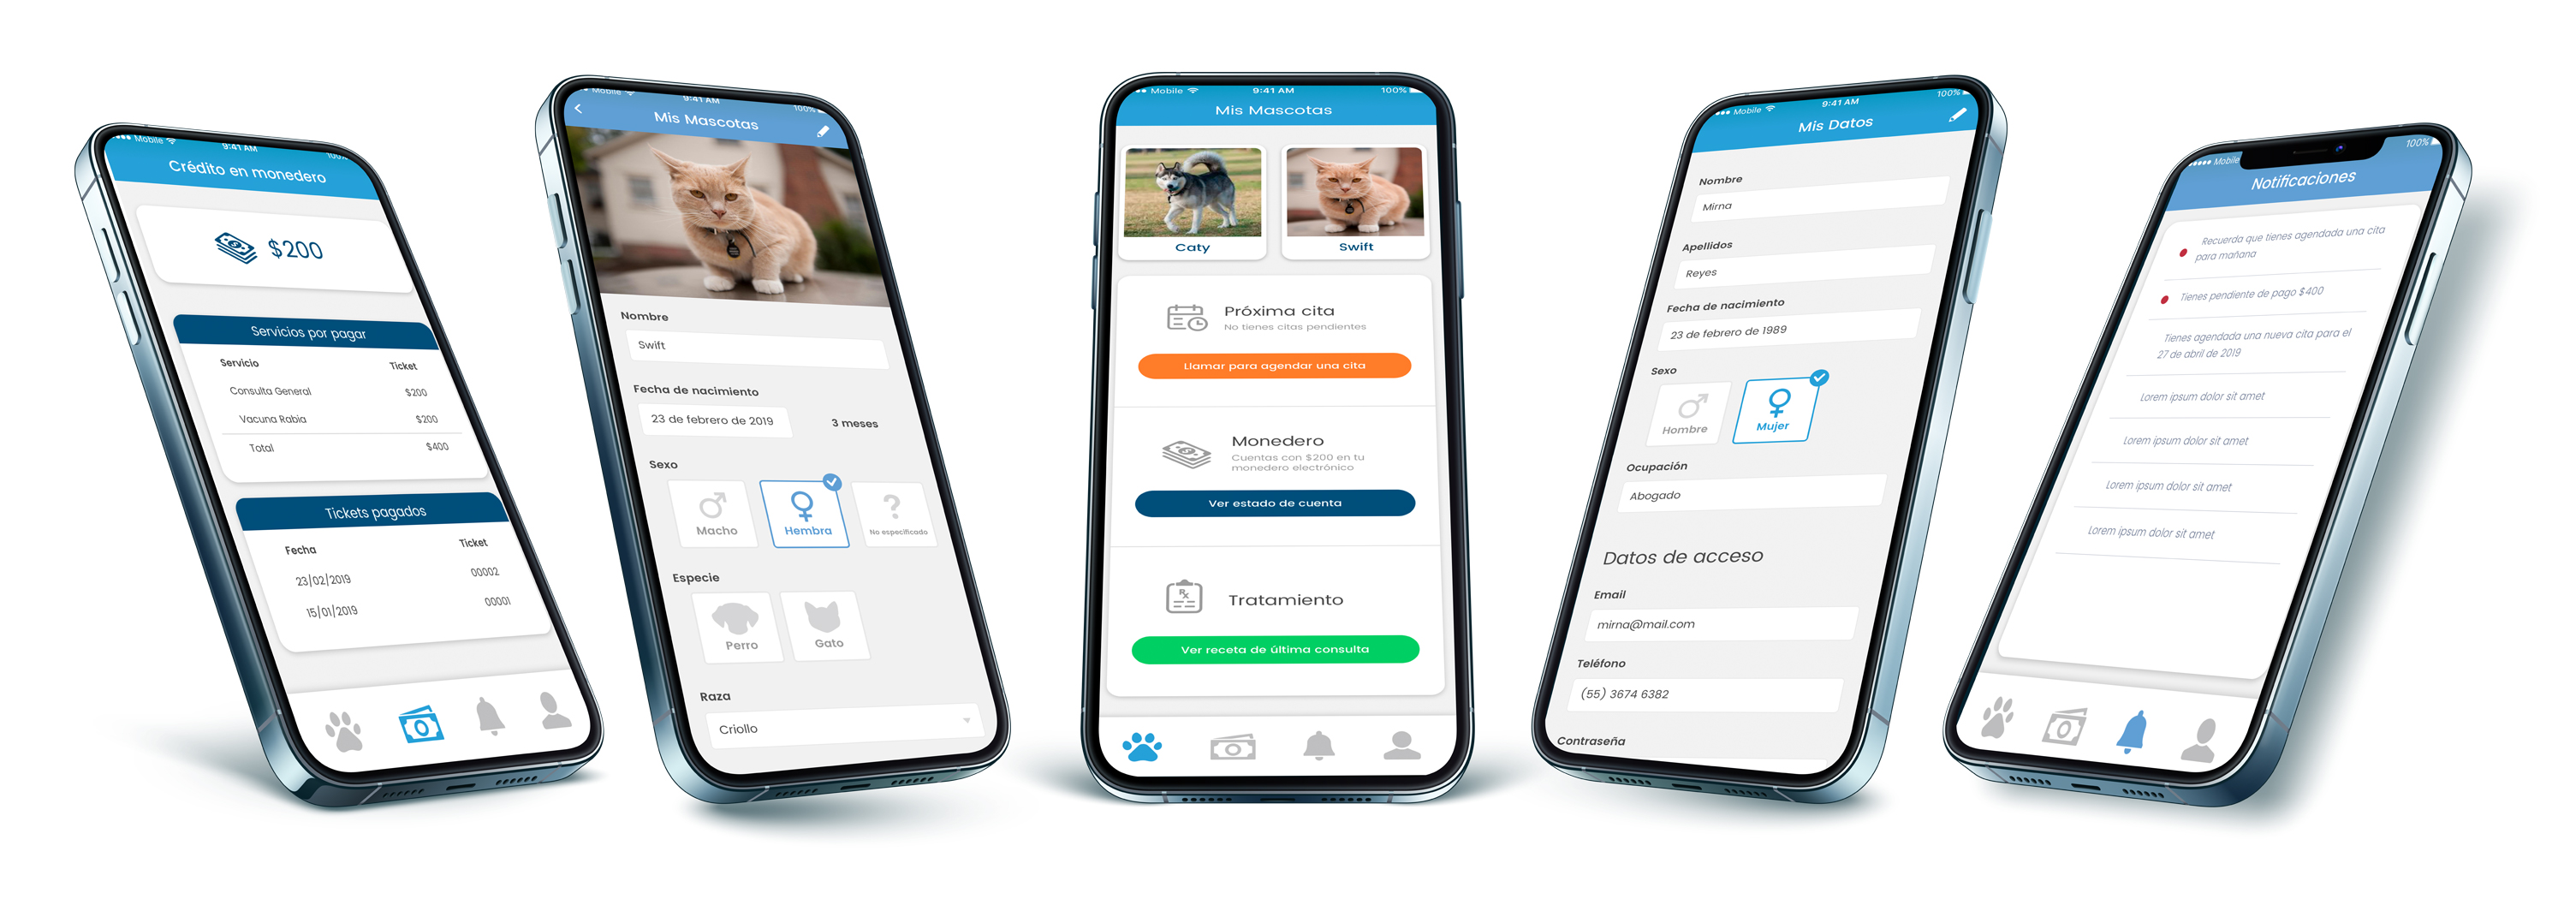 Mobile
9:41 AM
100%
Crédito en monedero
$200
Servicios por pagar
Servicio Ticket
Consulta General $200
Vacuna Rabia $200
Total $400
Tickets pagados
Fecha Ticket
23/02/2019 00002
15/01/2019 00001
Mobile
9:41 AM
100%
Mis Mascotas
Nombre
Swift
Fecha de nacimiento
23 de febrero de 2019 3 meses
Sexo
Macho Hembra ? No especificado
Especie
Perro Gato
Raza
Criollo
Mobile 9:41 AM 100%
Mis Mascotas
Caty Swift
Próxima cita
No tienes citas pendientes
Llamar para agendar una cita
Monedero
Cuentas con $200 en tu
monedero electrónico
Ver estado de cuenta
Rx
Tratamiento
Ver receta de última consulta
Mobile 9:41 AM 100%
Mis Datos
Nombre
Mirna
Apellidos
Reyes
Fecha de nacimiento
23 de febrero de 1989
Sexo
Hombre Mujer
Ocupación
Abogado
Datos de acceso
Email
mirna@mail.com
Teléfono
(55) 3674 6382
Contraseña
Mobile 100%
Notificaciones
Recuerda que tienes agendada una cita
para mañana
Tienes pendiente de pago $400
Tienes agendada una nueva cita para el
27 de abril de 2019
Lorem ipsum dolor sit amet
Lorem ipsum dolor sit amet
Lorem ipsum dolor sit amet
Lorem ipsum dolor sit amet